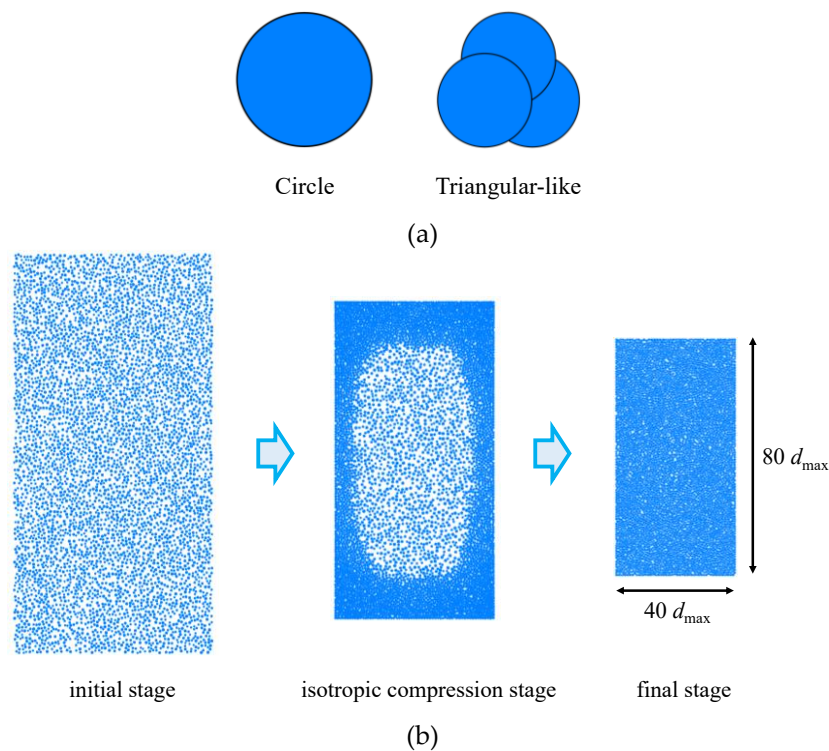 Circle
Triangular-like
(a)
80 d_max
40 d_max
initial stage
isotropic compression stage
final stage
(b)